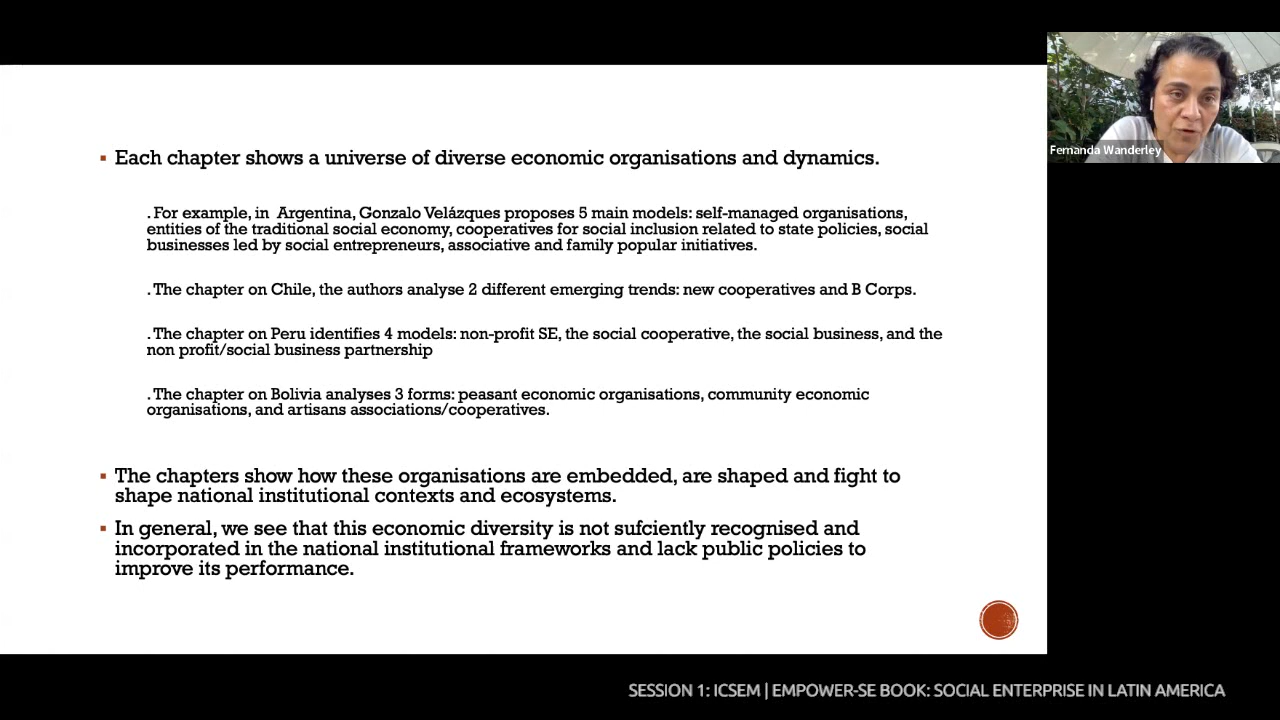 ▪ Each chapter shows a universe of diverse economic organisations and dynamics.
. For example, in Argentina, Gonzalo Velázques proposes 5 main models: self-managed organisations,
entities of the traditional social economy, cooperatives for social inclusion related to state policies, social
businesses led by social entrepreneurs, associative and family popular initiatives.
. The chapter on Chile, the authors analyse 2 different emerging trends: new cooperatives and B Corps.
. The chapter on Peru identifies 4 models: non-profit SE, the social cooperative, the social business, and the
non profit/social business partnership
. The chapter on Bolivia analyses 3 forms: peasant economic organisations, community economic
organisations, and artisans associations/cooperatives.
▪ The chapters show how these organisations are embedded, are shaped and fight to
shape national institutional contexts and ecosystems.
▪ In general, we see that this economic diversity is not sufciently recognised and
incorporated in the national institutional frameworks and lack public policies to
improve its performance.
Fernanda Wanderley
SESSION 1: ICSEM | EMPOWER-SE BOOK: SOCIAL ENTERPRISE IN LATIN AMERICA